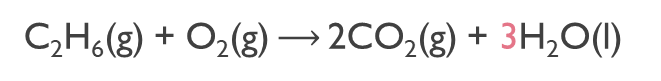 C₂H₆(g) + O₂(g) ⟶ 2CO₂(g) + 3H₂O(l)